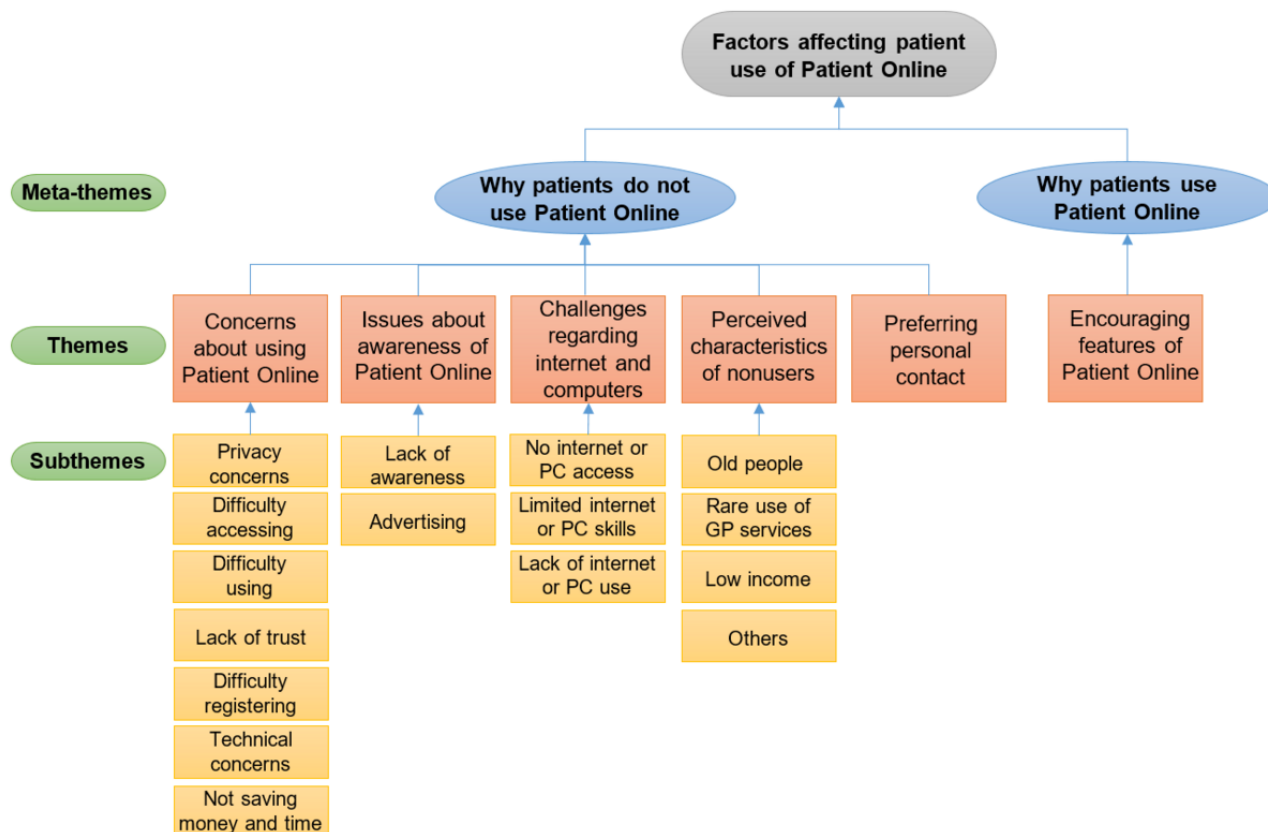 Factors affecting patient
use of Patient Online
Meta-themes
Why patients do not
use Patient Online
Why patients use
Patient Online
Themes
Concerns
about using
Patient Online
Issues about
awareness of
Patient Online
Challenges
regarding
internet and
computers
Perceived
characteristics
of nonusers
Preferring
personal
contact
Encouraging
features of
Patient Online
Subthemes
Privacy
concerns
Difficulty
accessing
Difficulty
using
Lack of trust
Difficulty
registering
Technical
concerns
Not saving
money and time
Lack of
awareness
Advertising
No internet or
PC access
Limited internet
or PC skills
Lack of internet
or PC use
Old people
Rare use of
GP services
Low income
Others